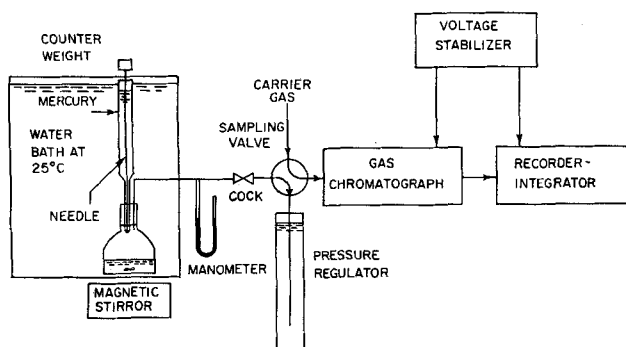 COUNTER
WEIGHT
MERCURY
WATER
BATH AT
25°C
NEEDLE
MAGNETIC
STIRROR
MANOMETER
COCK
CARRIER
GAS
SAMPLING
VALVE
PRESSURE
REGULATOR
GAS
CHROMATOGRAPH
VOLTAGE
STABILIZER
RECORDER-
INTEGRATOR